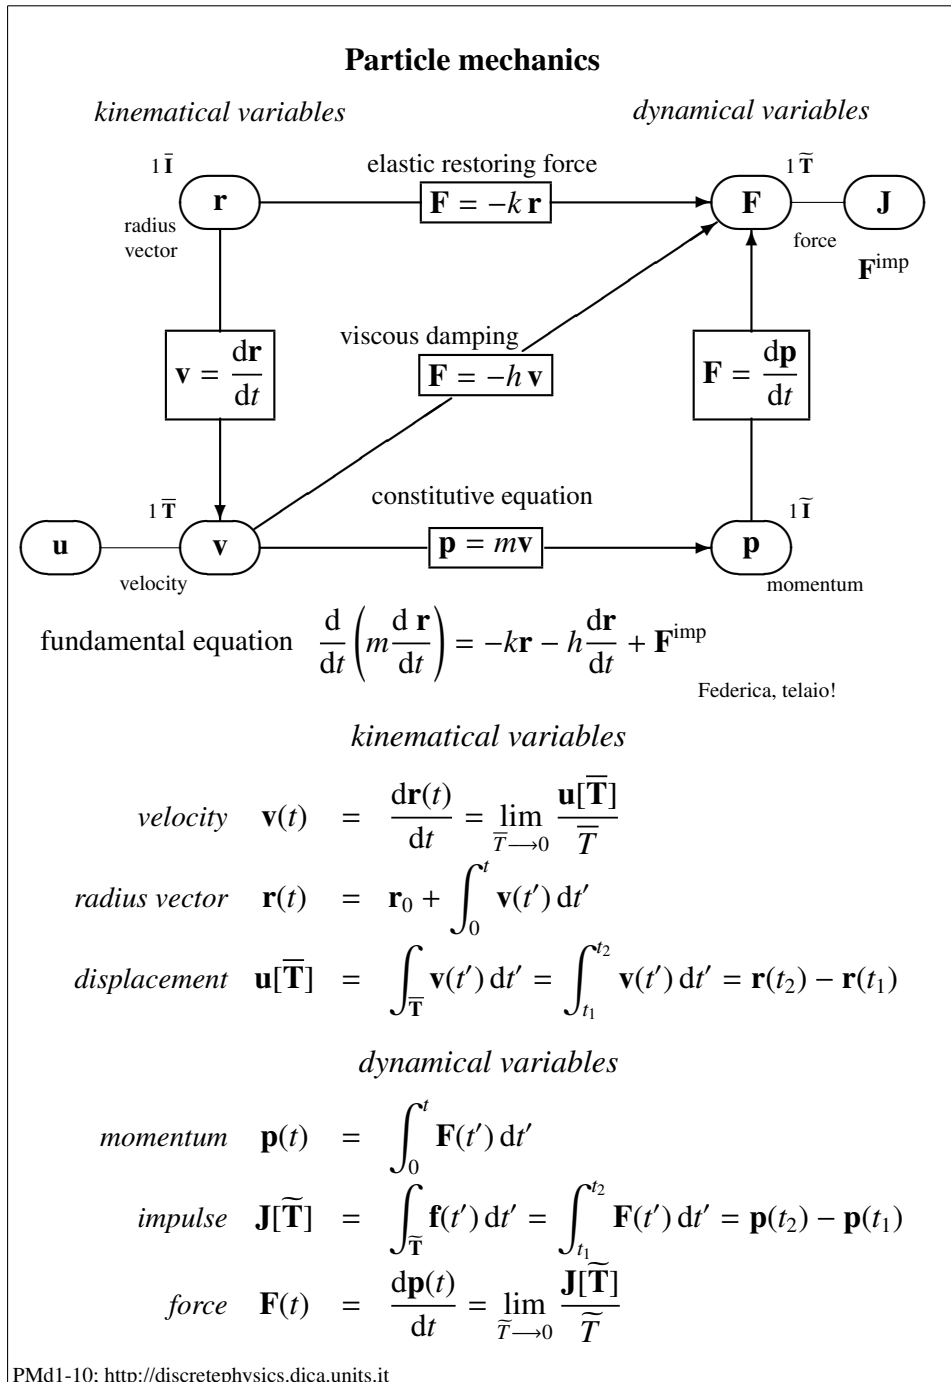 Particle mechanics
kinematical variables
dynamical variables
1 Ī
r
radius
vector
elastic restoring force
F = −k r
1 T̃
F
force
J
F^imp
v = dr/dt
viscous damping
F = −h v
F = dp/dt
u
1 T̅
v
velocity
constitutive equation
p = mv
1 Ĩ
p
momentum
fundamental equation d/dt (m d r/dt) = −kr − h dr/dt + F^imp
Federica, telaio!
kinematical variables
velocity v(t) = dr(t)/dt = lim_{T̅⟶0} u[T̅]/T̅
radius vector r(t) = r₀ + ∫₀^t v(t′) dt′
displacement u[T̅] = ∫_T̅ v(t′) dt′ = ∫_{t₁}^{t₂} v(t′) dt′ = r(t₂) − r(t₁)
dynamical variables
momentum p(t) = ∫₀^t F(t′) dt′
impulse J[T̃] = ∫_T̃ f(t′) dt′ = ∫_{t₁}^{t₂} F(t′) dt′ = p(t₂) − p(t₁)
force F(t) = dp(t)/dt = lim_{T̃⟶0} J[T̃]/T̃
PMd1-10: http://discretephysics.dica.units.it